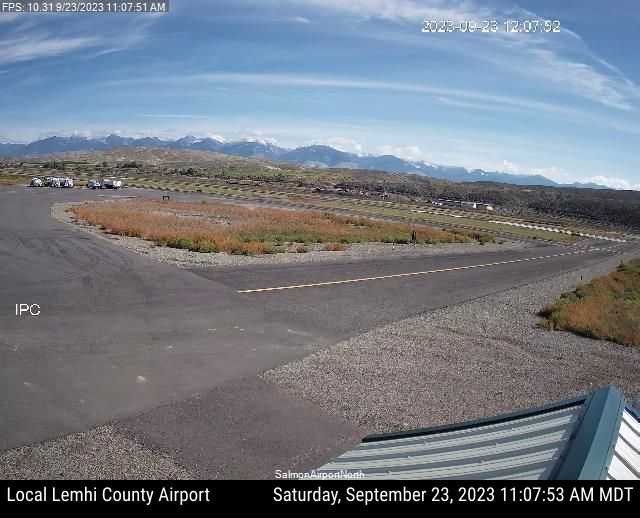 FPS: 10.31 9/23/2023 11:07:51 AM
2023-09-23 12:07:52
IPC
SalmonAirportNorth
Local Lemhi County Airport Saturday, September 23, 2023 11:07:53 AM MDT